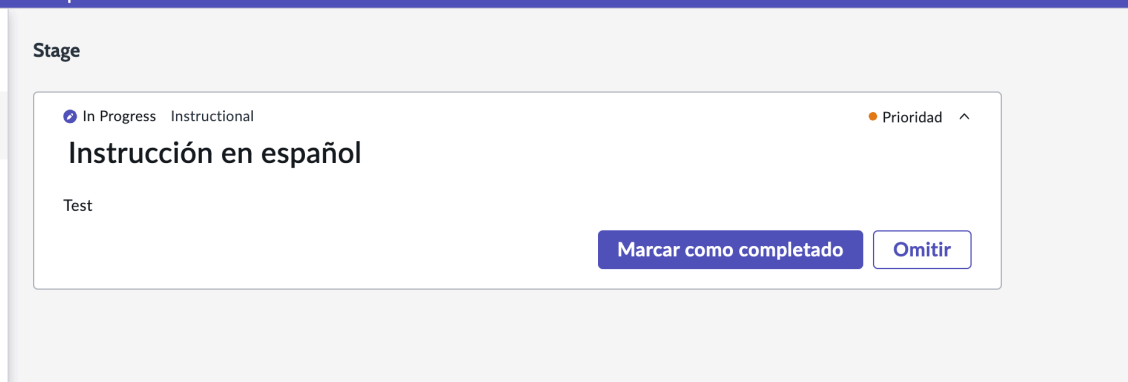 Stage
In Progress Instructional Prioridad
Instrucción en español
Test
Marcar como completado Omitir